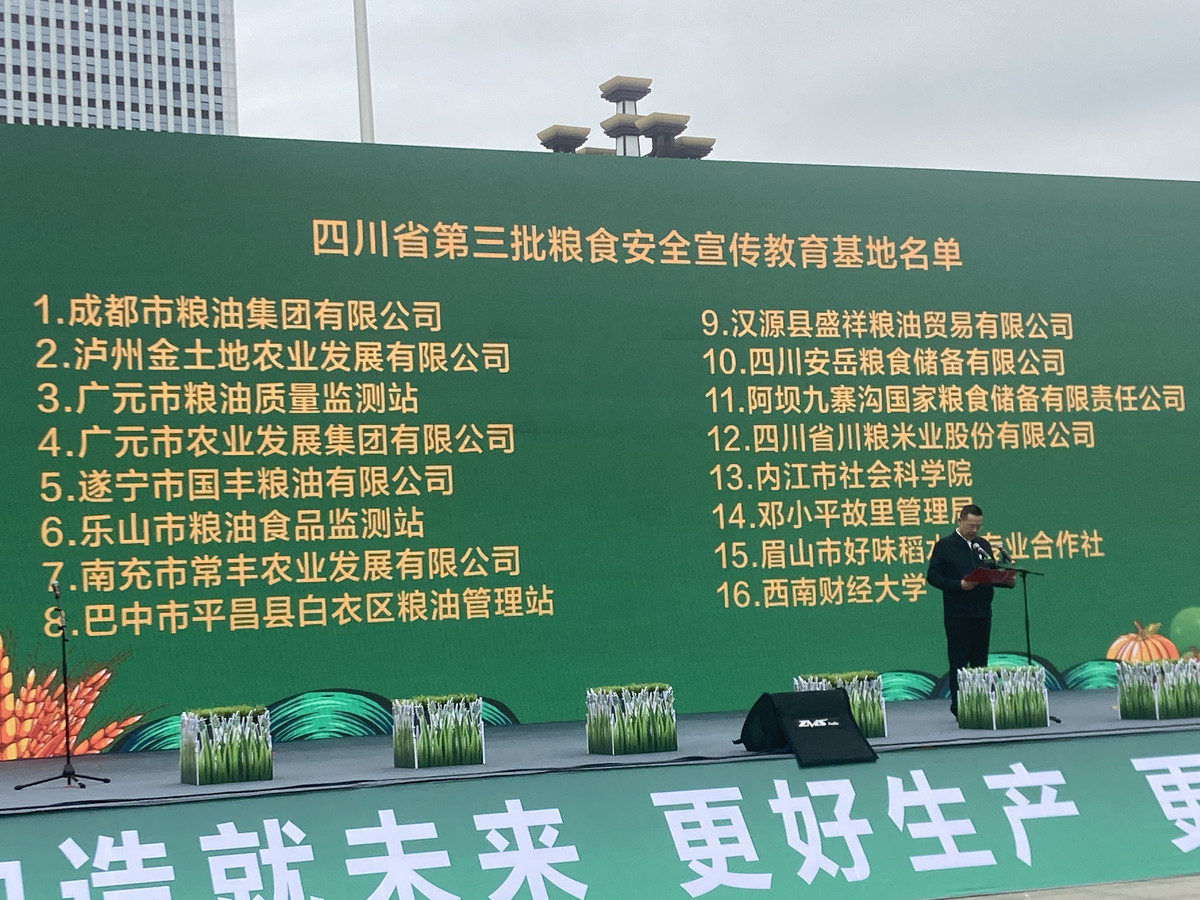 四川省第三批粮食安全宣传教育基地名单
1.成都市粮油集团有限公司
2.泸州金土地农业发展有限公司
3.广元市粮油质量监测站
4.广元市农业发展集团有限公司
5.遂宁市国丰粮油有限公司
6.乐山市粮油食品监测站
7.南充市常丰农业发展有限公司
8.巴中市平昌县白衣区粮油管理站
9.汉源县盛祥粮油贸易有限公司
10.四川安岳粮食储备有限公司
11.阿坝九寨沟国家粮食储备有限责任公司
12.四川省川粮米业股份有限公司
13.内江市社会科学院
14.邓小平故里管理局
15.眉山市好味稻 业合作社
16.西南财经大学
ZMS Audio
造就未来 更好生产 更